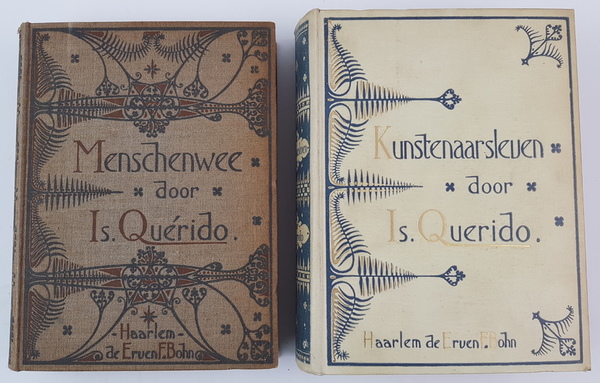 Menschenwee
door
Is. Quérido.
Haarlem-
de Erven F. Bohn
Kunstenaarsleven
door
Is. Querido.
Haarlem de Erven F. Bohn